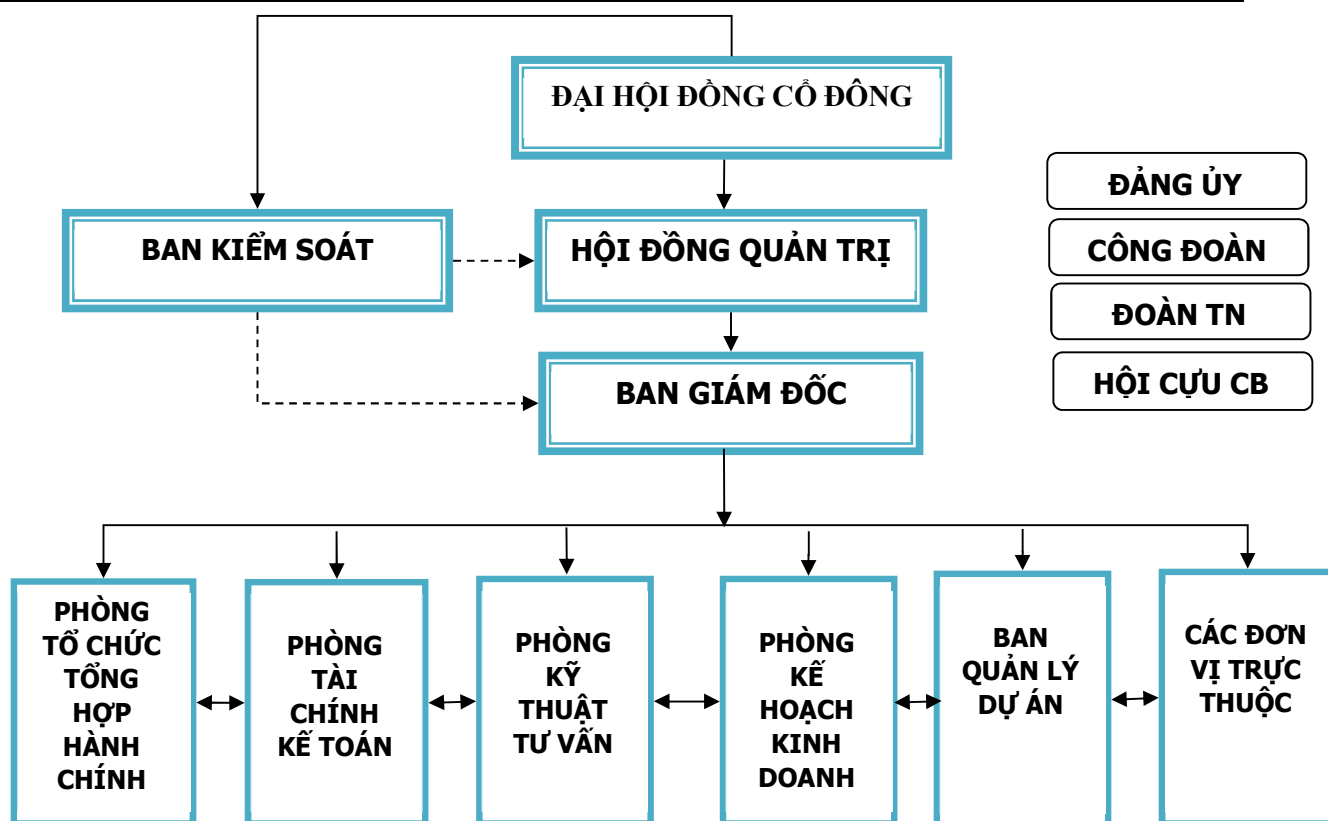 ĐẠI HỘI ĐỒNG CỔ ĐÔNG
ĐẢNG ỦY
BAN KIỂM SOÁT
HỘI ĐỒNG QUẢN TRỊ
CÔNG ĐOÀN
ĐOÀN TN
BAN GIÁM ĐỐC
HỘI CỰU CB
PHÒNG
TỔ CHỨC
TỔNG
HỢP
HÀNH
CHÍNH
PHÒNG
TÀI
CHÍNH
KẾ TOÁN
PHÒNG
KỸ
THUẬT
TƯ VẤN
PHÒNG
KẾ
HOẠCH
KINH
DOANH
BAN
QUẢN LÝ
DỰ ÁN
CÁC ĐƠN
VỊ TRỰC
THUỘC